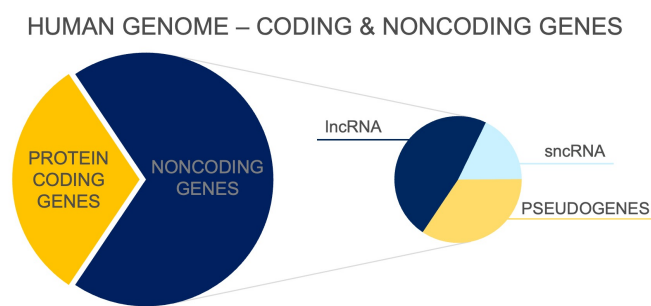 HUMAN GENOME – CODING & NONCODING GENES
PROTEIN
CODING
GENES
NONCODING
GENES
lncRNA
sncRNA
PSEUDOGENES